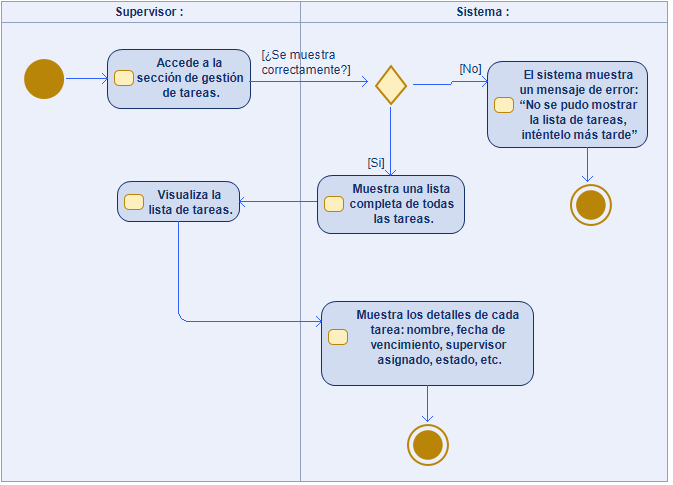 Supervisor :
Sistema :
Accede a la
sección de gestión
de tareas.
[¿Se muestra
correctamente?]
[No]
El sistema muestra
un mensaje de error:
“No se pudo mostrar
la lista de tareas,
inténtelo más tarde”
[Si]
Muestra una lista
completa de todas
las tareas.
Visualiza la
lista de tareas.
Muestra los detalles de cada
tarea: nombre, fecha de
vencimiento, supervisor
asignado, estado, etc.